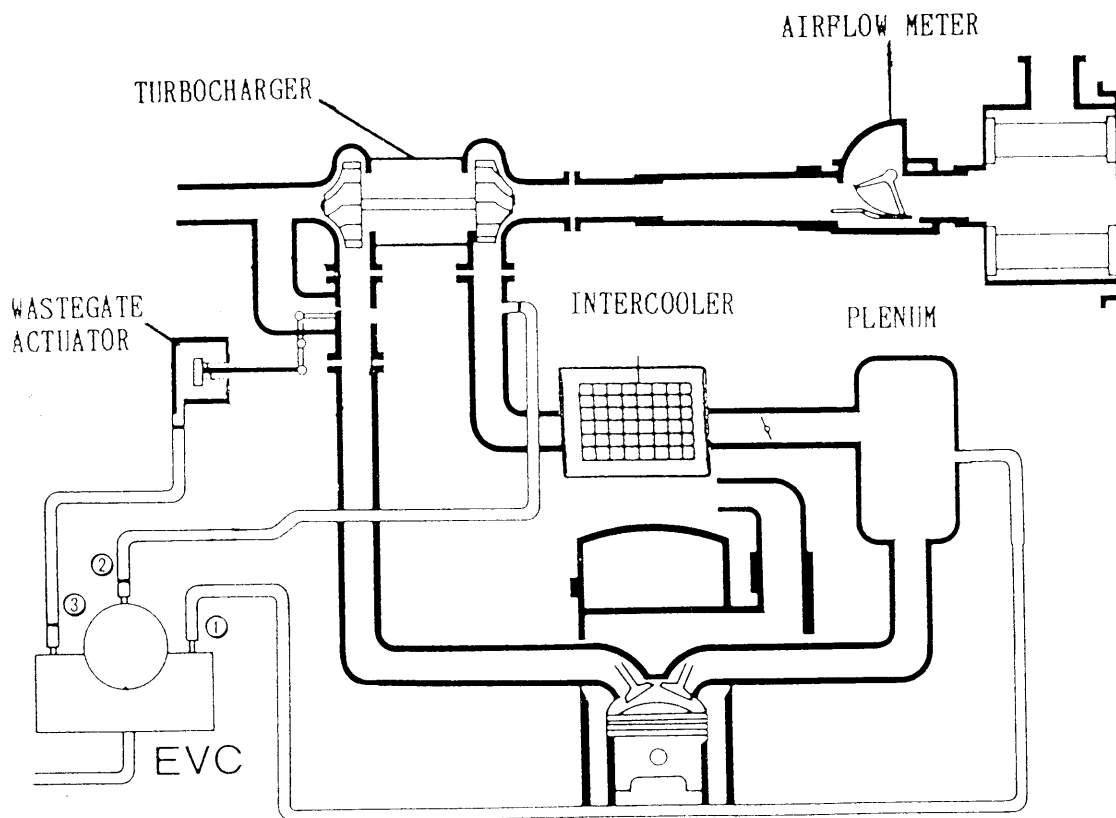 AIRFLOW METER
TURBOCHARGER
WASTEGATE
ACTUATOR
INTERCOOLER
PLENUM
②
③
①
EVC